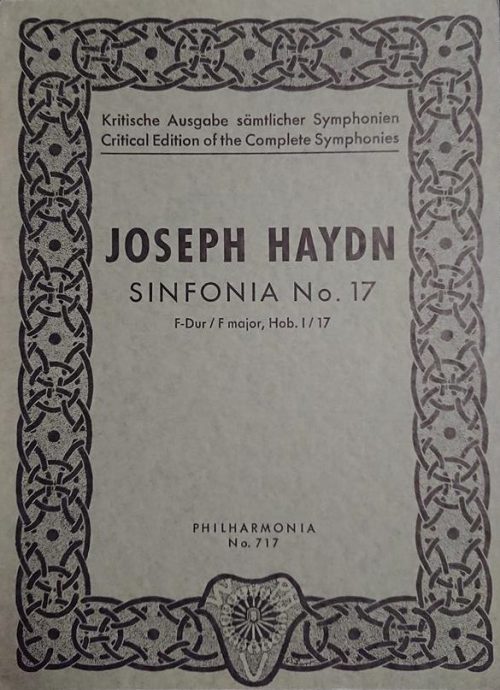 Kritische Ausgabe sämtlicher Symphonien
Critical Edition of the Complete Symphonies
JOSEPH HAYDN
SINFONIA No. 17
F-Dur / F major, Hob. I / 17
PHILHARMONIA
No. 717